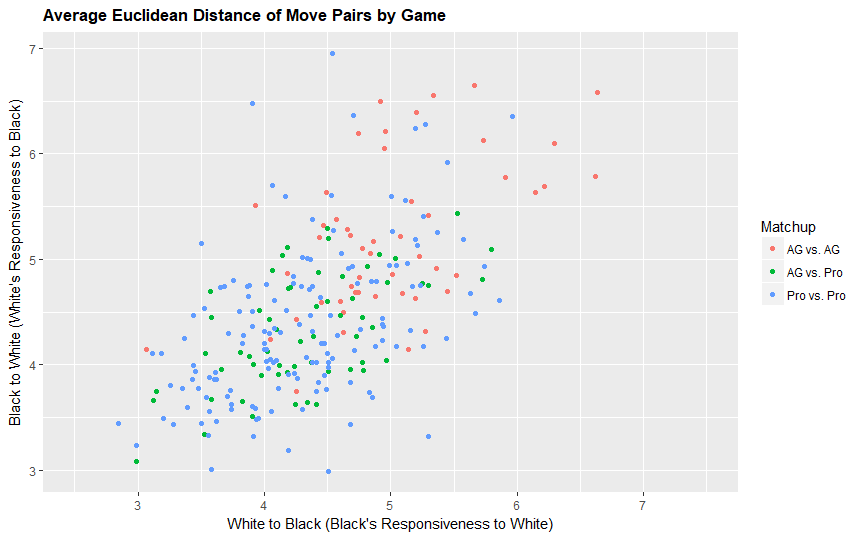 Average Euclidean Distance of Move Pairs by Game
Black to White (White's Responsiveness to Black)
7
6
5
4
3
3
4
5
6
7
White to Black (Black's Responsiveness to White)
Matchup
AG vs. AG
AG vs. Pro
Pro vs. Pro